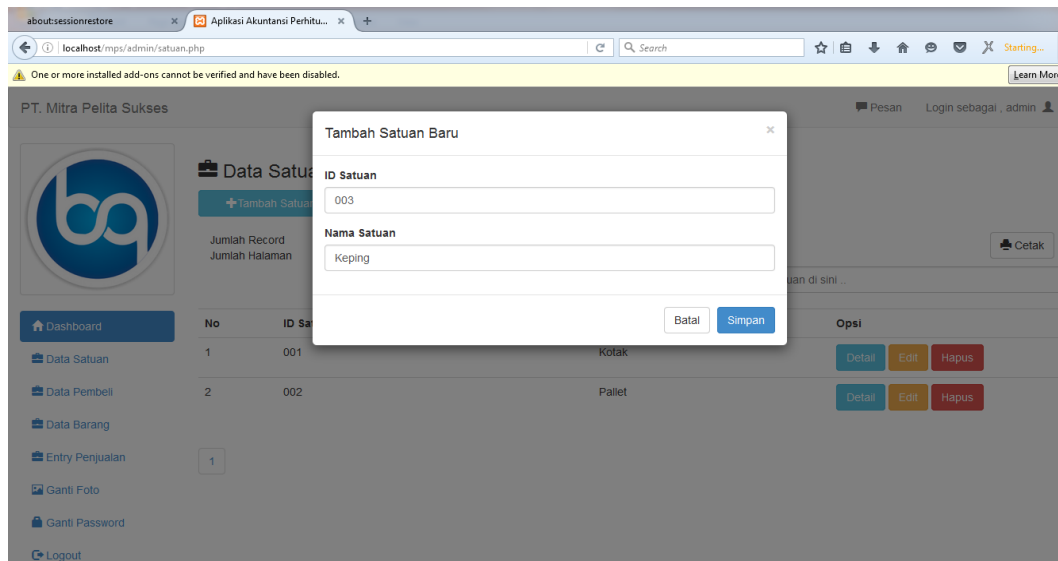 about:sessionrestore × Aplikasi Akuntansi Perhitu... × +
localhost/mps/admin/satuan.php Search Starting...
One or more installed add-ons cannot be verified and have been disabled. Learn More
PT. Mitra Pelita Sukses Pesan Login sebagai , admin
Tambah Satuan Baru ×
ID Satuan
003
Nama Satuan
Keping
Batal Simpan
bq
Data Satua
+Tambah Satuan
Jumlah Record
Jumlah Halaman
Cetak
uan di sini ..
No ID Sa Opsi
1 001 Kotak Detail Edit Hapus
2 002 Pallet Detail Edit Hapus
1
Dashboard
Data Satuan
Data Pembeli
Data Barang
Entry Penjualan
Ganti Foto
Ganti Password
Logout